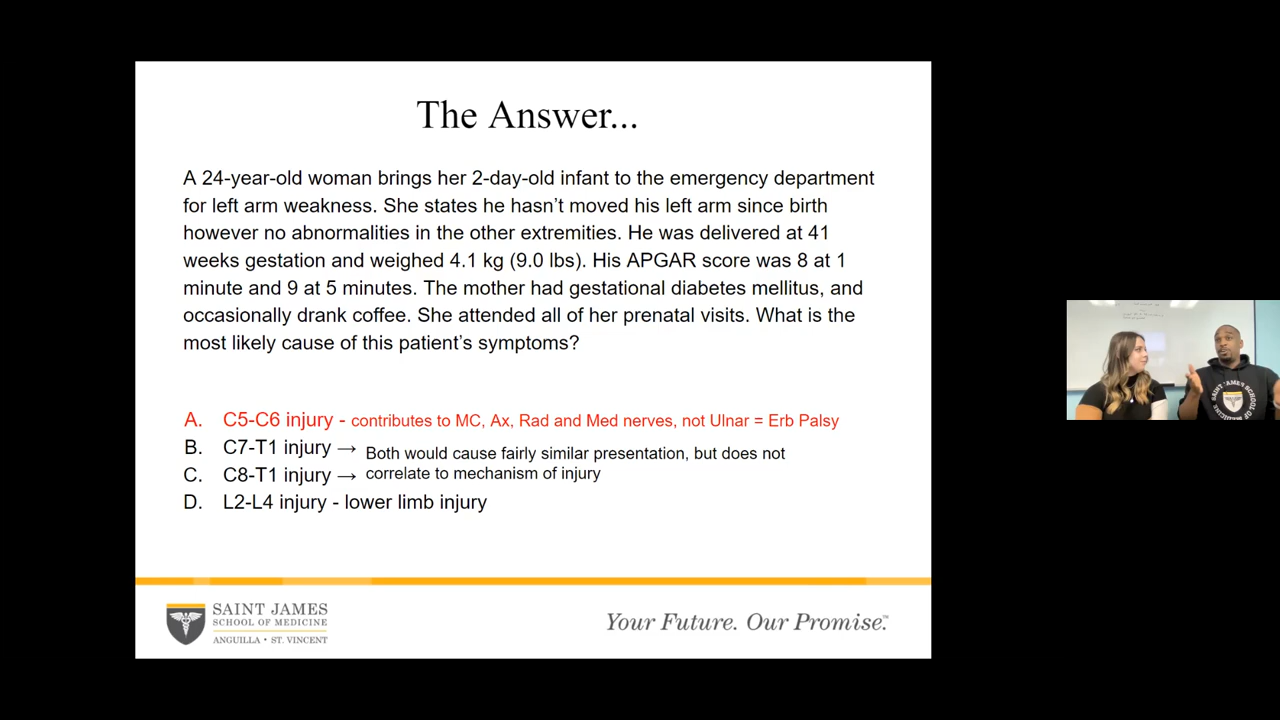 The Answer...
A 24-year-old woman brings her 2-day-old infant to the emergency department
for left arm weakness. She states he hasn't moved his left arm since birth
however no abnormalities in the other extremities. He was delivered at 41
weeks gestation and weighed 4.1 kg (9.0 lbs). His APGAR score was 8 at 1
minute and 9 at 5 minutes. The mother had gestational diabetes mellitus, and
occasionally drank coffee. She attended all of her prenatal visits. What is the
most likely cause of this patient's symptoms?
A. C5-C6 injury - contributes to MC, Ax, Rad and Med nerves, not Ulnar = Erb Palsy
B. C7-T1 injury → Both would cause fairly similar presentation, but does not
C. C8-T1 injury → correlate to mechanism of injury
D. L2-L4 injury - lower limb injury
SAINT JAMES
SCHOOL OF MEDICINE
ANGUILLA • ST. VINCENT
Your Future. Our Promise.™
SAINT JAMES SCHOOL OF MEDICINE